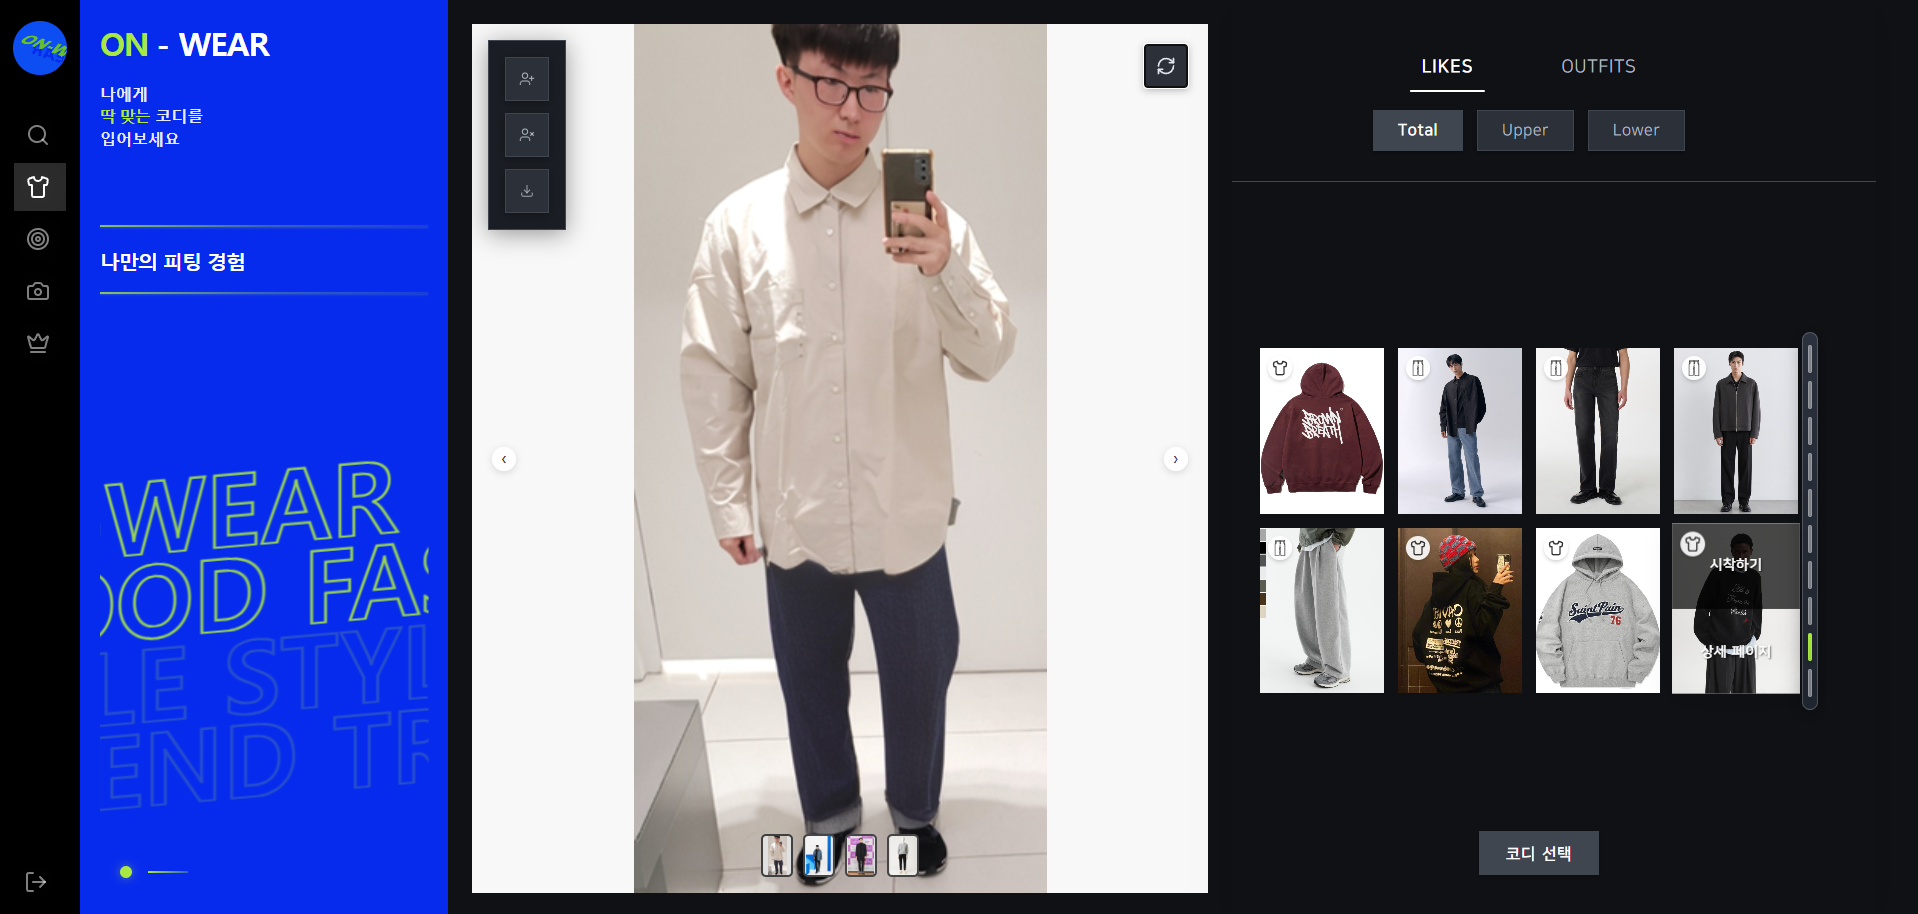 ON-W
ON - WEAR
나에게
딱 맞는 코디를
입어보세요
나만의 피팅 경험
WEAR
OOD FAS
LE STYL
END TR
LIKES
OUTFITS
Total
Upper
Lower
BROWN
BREATH
Saint Pain
76
시작하기
상세 페이지
코디 선택